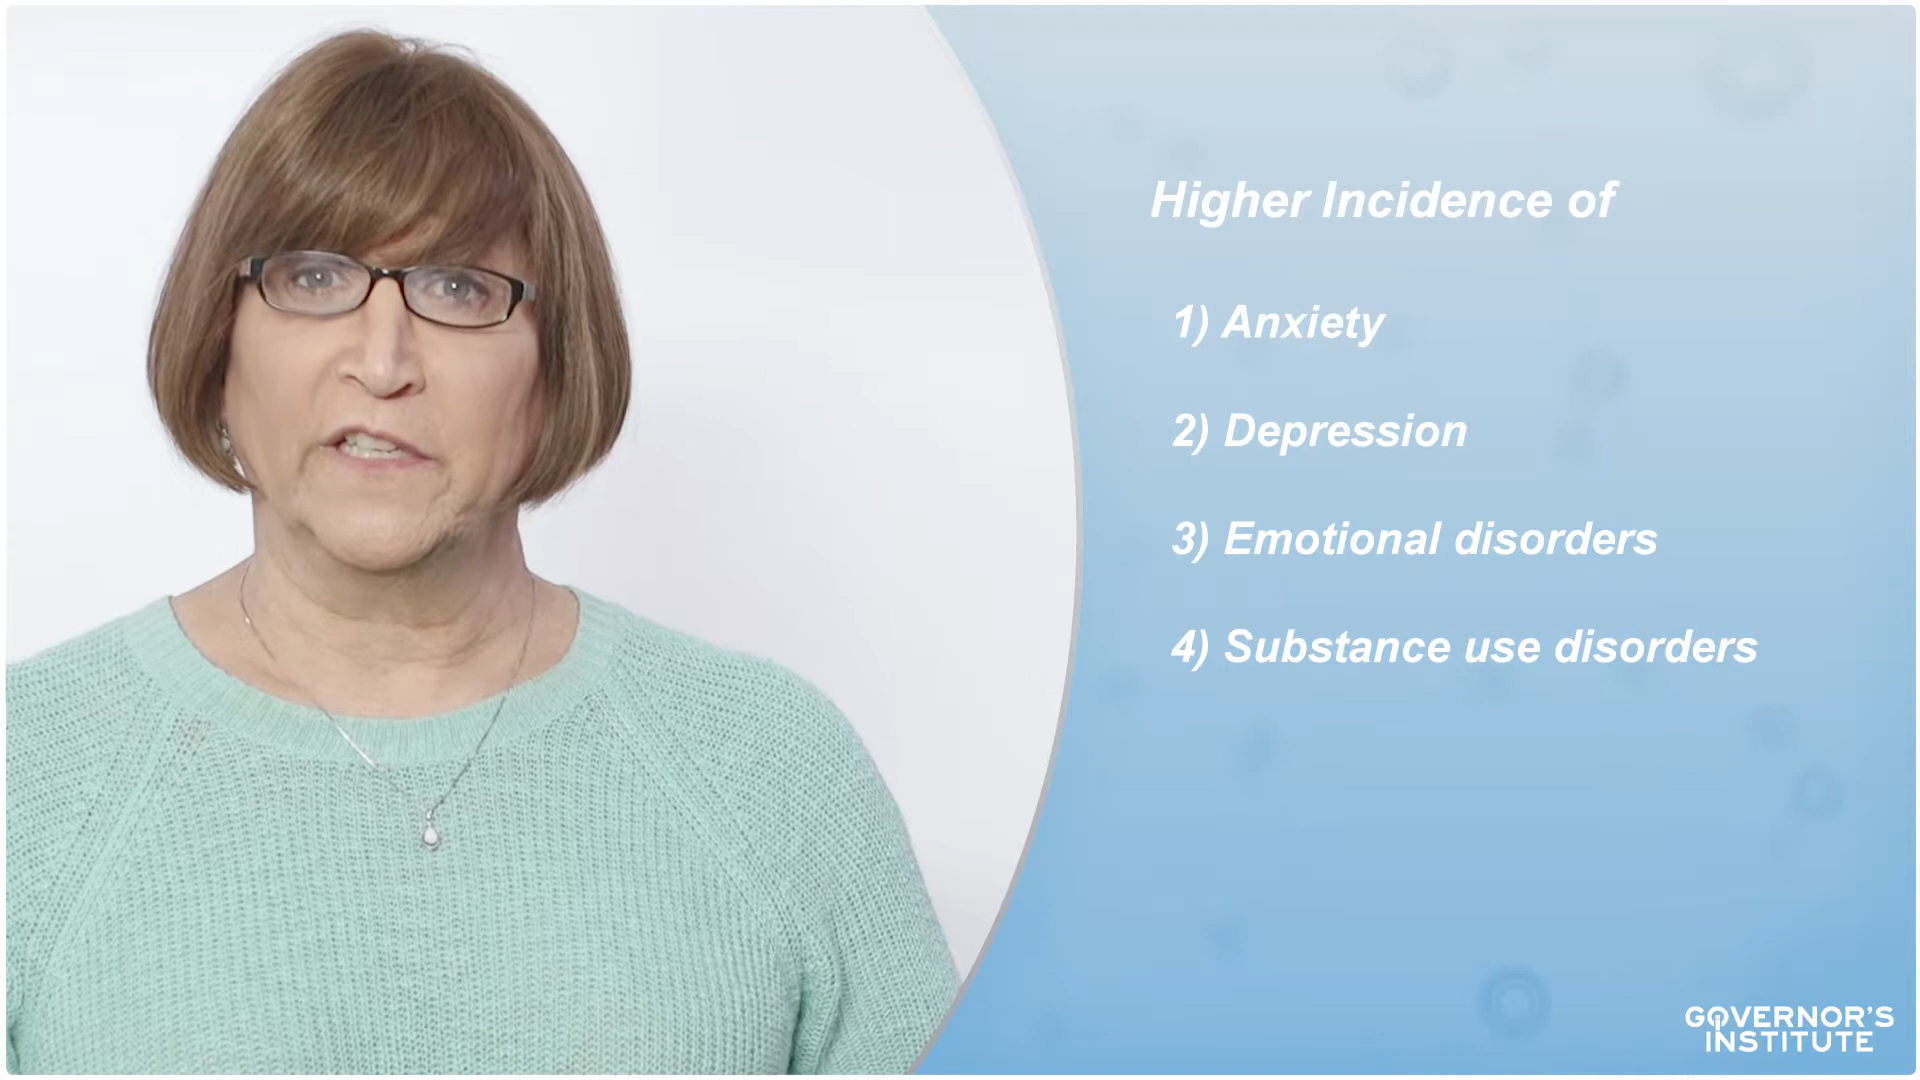 Higher Incidence of
1) Anxiety
2) Depression
3) Emotional disorders
4) Substance use disorders
GOVERNOR'S
INSTITUTE